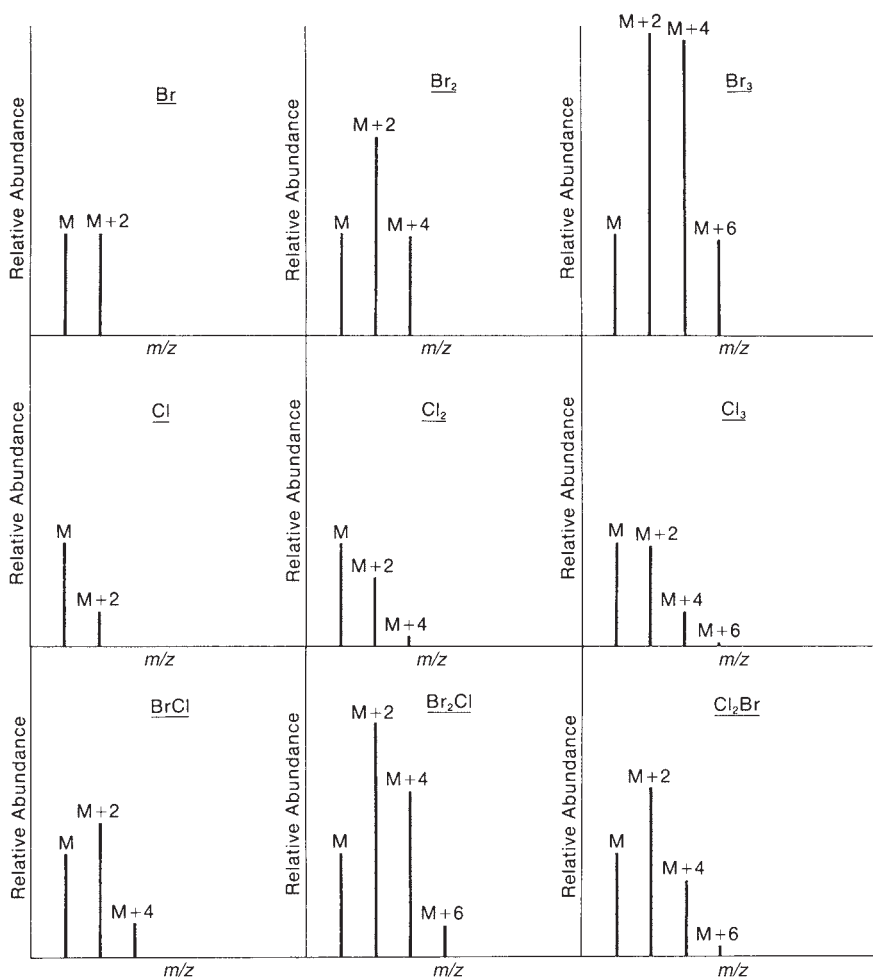 Relative Abundance
Br
M
M+2
m/z
Relative Abundance
Br₂
M
M+2
M+4
m/z
Relative Abundance
Br₃
M
M+2
M+4
M+6
m/z
Relative Abundance
Cl
M
M+2
m/z
Relative Abundance
Cl₂
M
M+2
M+4
m/z
Relative Abundance
Cl₃
M
M+2
M+4
M+6
m/z
Relative Abundance
BrCl
M
M+2
M+4
m/z
Relative Abundance
Br₂Cl
M
M+2
M+4
M+6
m/z
Relative Abundance
Cl₂Br
M
M+2
M+4
M+6
m/z